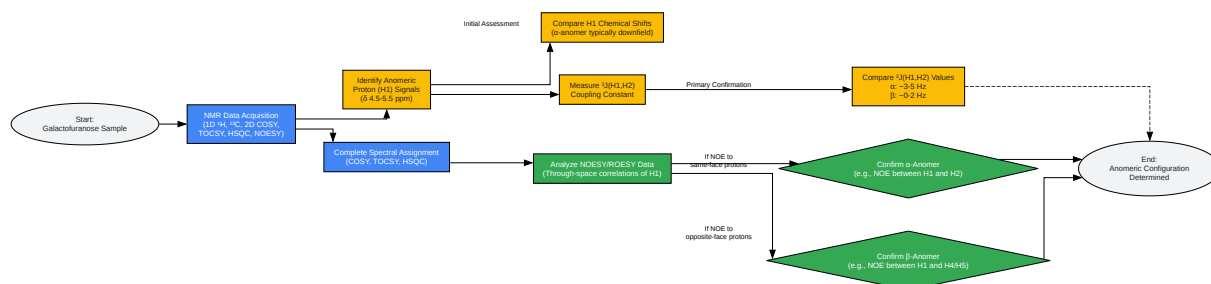 Initial Assessment
Compare H1 Chemical Shifts
(α-anomer typically downfield)
Identify Anomeric
Proton (H1) Signals
(δ 4.5-5.5 ppm)
Measure ³J(H1,H2)
Coupling Constant
Primary Confirmation
Compare ³J(H1,H2) Values
α: ~3-5 Hz
β: ~0-2 Hz
Start:
Galactofuranose Sample
NMR Data Acquisition
(1D ¹H, ¹³C, 2D COSY,
TOCSY, HSQC, NOESY)
Complete Spectral Assignment
(COSY, TOCSY, HSQC)
Analyze NOESY/ROESY Data
(Through-space correlations of H1)
If NOE to
same-face protons
Confirm α-Anomer
(e.g., NOE between H1 and H2)
End:
Anomeric Configuration
Determined
If NOE to
opposite-face protons
Confirm β-Anomer
(e.g., NOE between H1 and H4/H5)